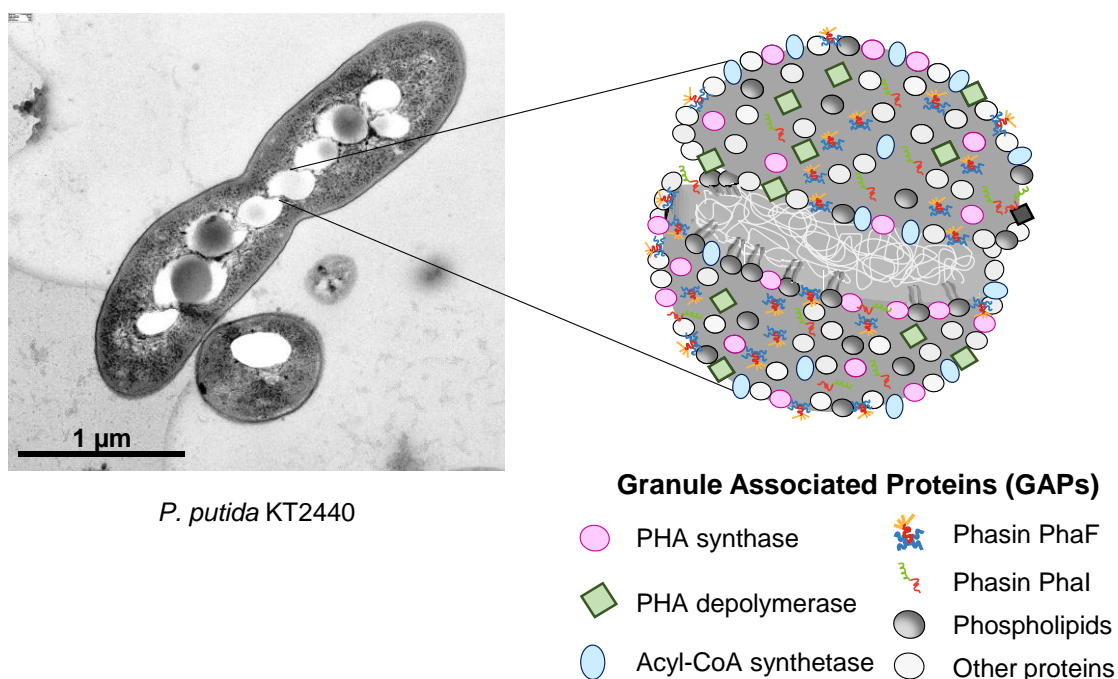 1 µm
P. putida KT2440
Granule Associated Proteins (GAPs)
PHA synthase
Phasin PhaF
PHA depolymerase
Phasin PhaI
Phospholipids
Acyl-CoA synthetase
Other proteins